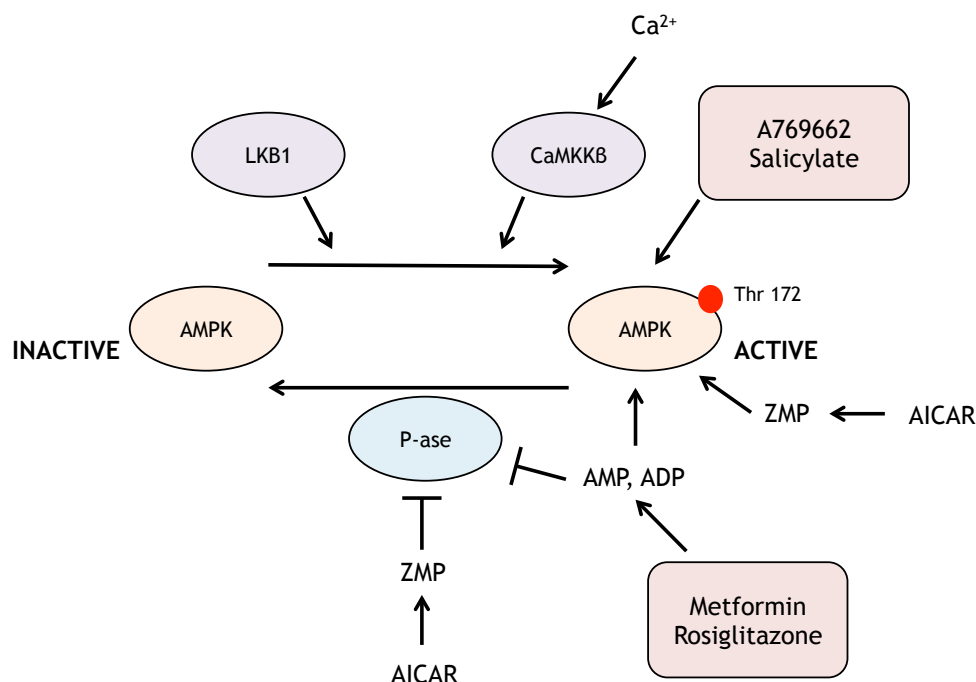 Ca²⁺
LKB1
CaMKKß
A769662
Salicylate
Thr 172
AMPK
AMPK
INACTIVE
ACTIVE
ZMP
AICAR
P-ase
AMP, ADP
ZMP
Metformin
Rosiglitazone
AICAR